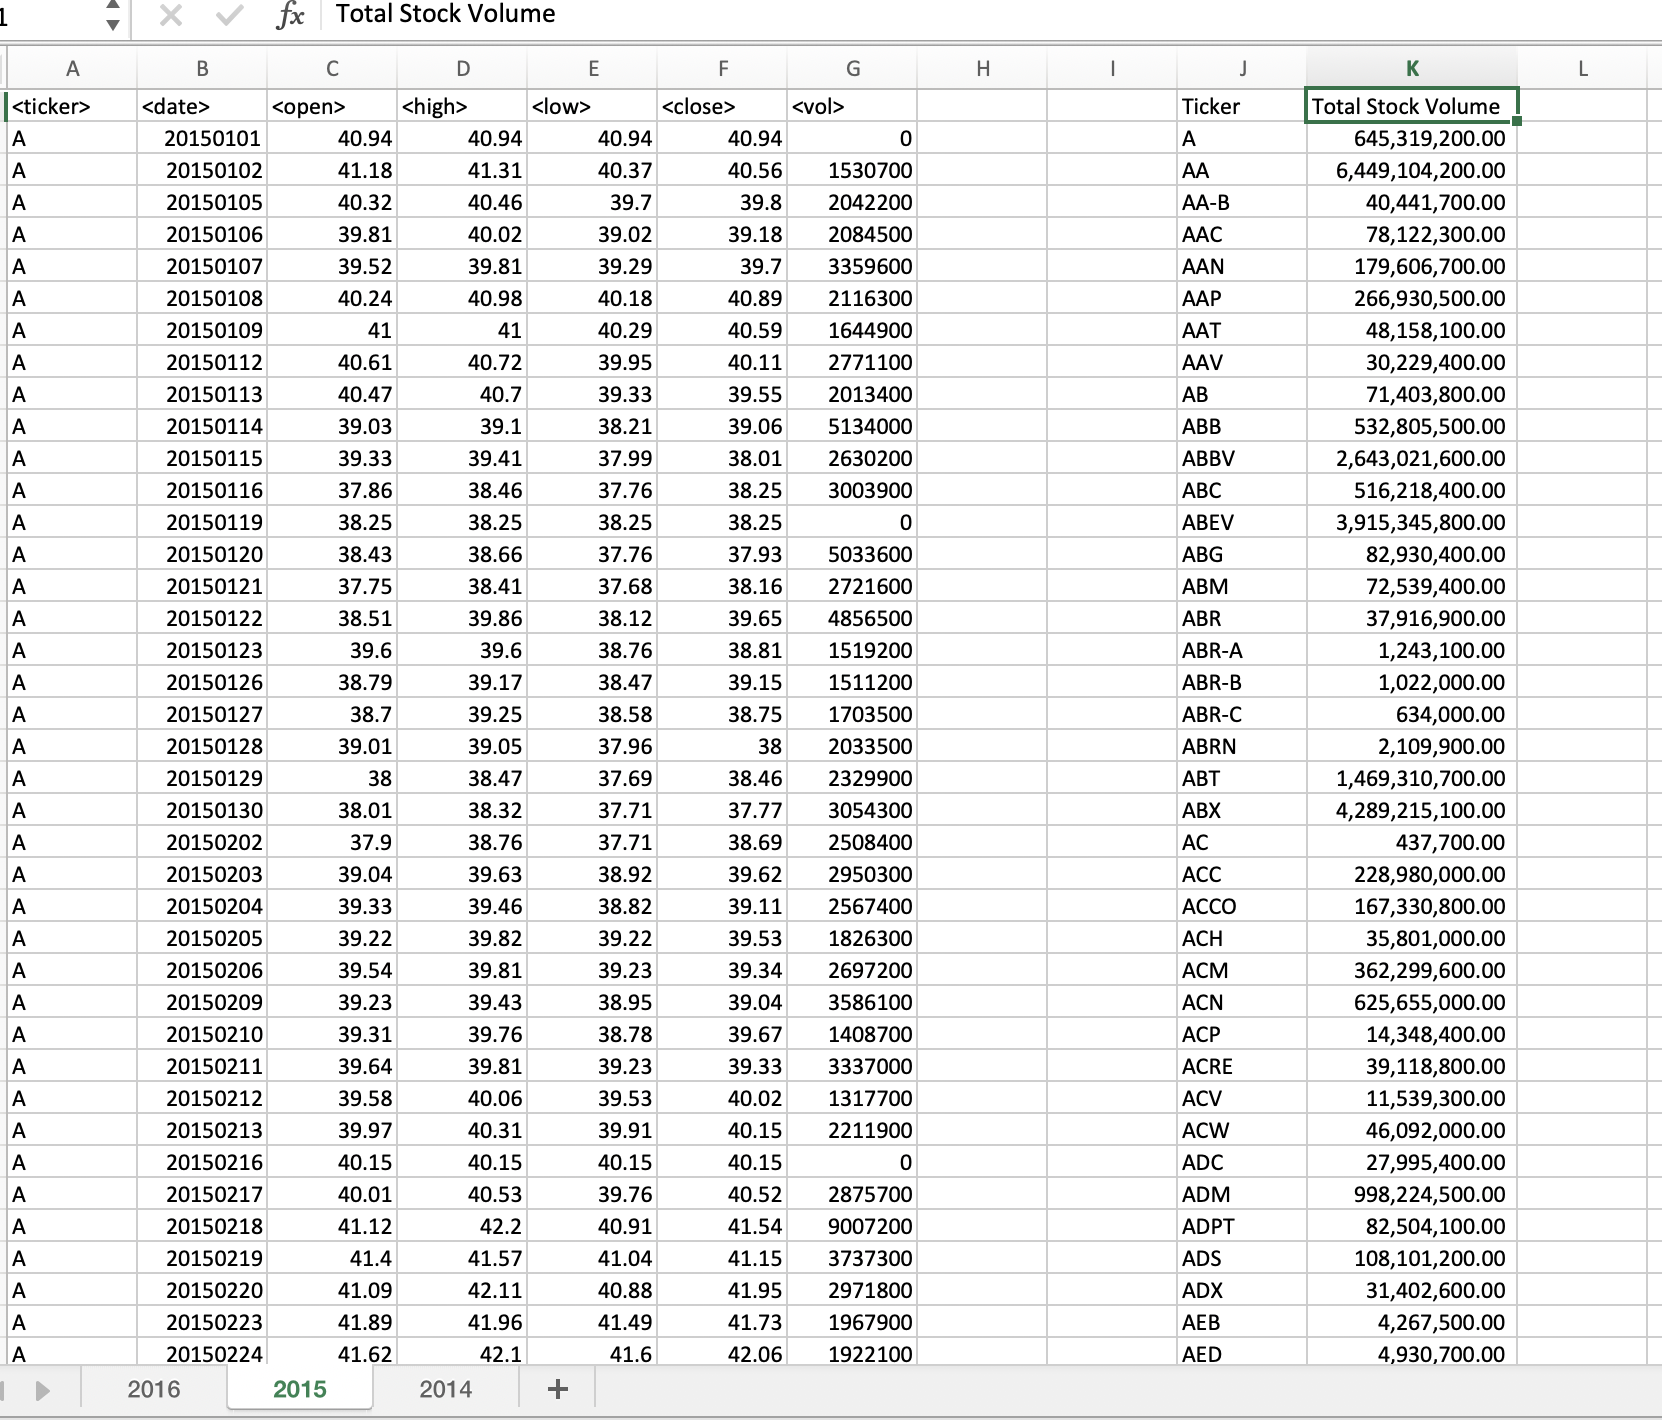 1 fx Total Stock Volume
A B C D E F G H I J K L
<ticker> <date> <open> <high> <low> <close> <vol> Ticker Total Stock Volume
A 20150101 40.94 40.94 40.94 40.94 0 A 645,319,200.00
A 20150102 41.18 41.31 40.37 40.56 1530700 AA 6,449,104,200.00
A 20150105 40.32 40.46 39.7 39.8 2042200 AA-B 40,441,700.00
A 20150106 39.81 40.02 39.02 39.18 2084500 AAC 78,122,300.00
A 20150107 39.52 39.81 39.29 39.7 3359600 AAN 179,606,700.00
A 20150108 40.24 40.98 40.18 40.89 2116300 AAP 266,930,500.00
A 20150109 41 41 40.29 40.59 1644900 AAT 48,158,100.00
A 20150112 40.61 40.72 39.95 40.11 2771100 AAV 30,229,400.00
A 20150113 40.47 40.7 39.33 39.55 2013400 AB 71,403,800.00
A 20150114 39.03 39.1 38.21 39.06 5134000 ABB 532,805,500.00
A 20150115 39.33 39.41 37.99 38.01 2630200 ABBV 2,643,021,600.00
A 20150116 37.86 38.46 37.76 38.25 3003900 ABC 516,218,400.00
A 20150119 38.25 38.25 38.25 38.25 0 ABEV 3,915,345,800.00
A 20150120 38.43 38.66 37.76 37.93 5033600 ABG 82,930,400.00
A 20150121 37.75 38.41 37.68 38.16 2721600 ABM 72,539,400.00
A 20150122 38.51 39.86 38.12 39.65 4856500 ABR 37,916,900.00
A 20150123 39.6 39.6 38.76 38.81 1519200 ABR-A 1,243,100.00
A 20150126 38.79 39.17 38.47 39.15 1511200 ABR-B 1,022,000.00
A 20150127 38.7 39.25 38.58 38.75 1703500 ABR-C 634,000.00
A 20150128 39.01 39.05 37.96 38 2033500 ABRN 2,109,900.00
A 20150129 38 38.47 37.69 38.46 2329900 ABT 1,469,310,700.00
A 20150130 38.01 38.32 37.71 37.77 3054300 ABX 4,289,215,100.00
A 20150202 37.9 38.76 37.71 38.69 2508400 AC 437,700.00
A 20150203 39.04 39.63 38.92 39.62 2950300 ACC 228,980,000.00
A 20150204 39.33 39.46 38.82 39.11 2567400 ACCO 167,330,800.00
A 20150205 39.22 39.82 39.22 39.53 1826300 ACH 35,801,000.00
A 20150206 39.54 39.81 39.23 39.34 2697200 ACM 362,299,600.00
A 20150209 39.23 39.43 38.95 39.04 3586100 ACN 625,655,000.00
A 20150210 39.31 39.76 38.78 39.67 1408700 ACP 14,348,400.00
A 20150211 39.64 39.81 39.23 39.33 3337000 ACRE 39,118,800.00
A 20150212 39.58 40.06 39.53 40.02 1317700 ACV 11,539,300.00
A 20150213 39.97 40.31 39.91 40.15 2211900 ACW 46,092,000.00
A 20150216 40.15 40.15 40.15 40.15 0 ADC 27,995,400.00
A 20150217 40.01 40.53 39.76 40.52 2875700 ADM 998,224,500.00
A 20150218 41.12 42.2 40.91 41.54 9007200 ADPT 82,504,100.00
A 20150219 41.4 41.57 41.04 41.15 3737300 ADS 108,101,200.00
A 20150220 41.09 42.11 40.88 41.95 2971800 ADX 31,402,600.00
A 20150223 41.89 41.96 41.49 41.73 1967900 AEB 4,267,500.00
A 20150224 41.62 42.1 41.6 42.06 1922100 AED 4,930,700.00
2016 2015 2014 +